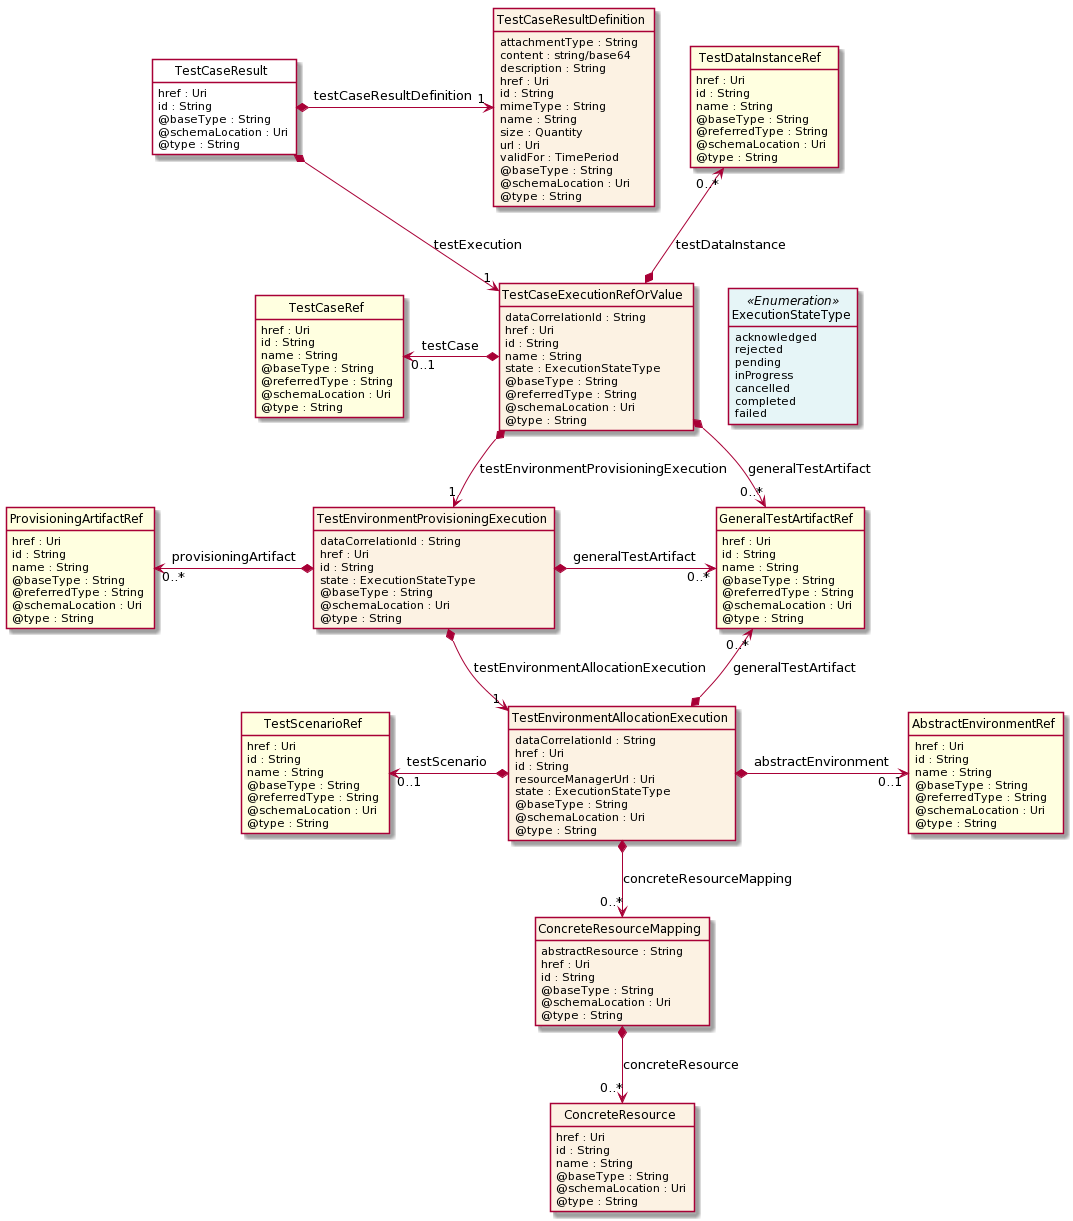 TestCaseResultDefinition
attachmentType : String
content : string/base64
description : String
href : Uri
id : String
mimeType : String
name : String
size : Quantity
url : Uri
validFor : TimePeriod
@baseType : String
@schemaLocation : Uri
@type : String
TestCaseResult
href : Uri
id : String
@baseType : String
@schemaLocation : Uri
@type : String
testCaseResultDefinition
1
TestDataInstanceRef
href : Uri
id : String
name : String
@baseType : String
@referredType : String
@schemaLocation : Uri
@type : String
0..*
testExecution
1
testDataInstance
TestCaseExecutionRefOrValue
dataCorrelationId : String
href : Uri
id : String
name : String
state : ExecutionStateType
@baseType : String
@referredType : String
@schemaLocation : Uri
@type : String
«Enumeration»
ExecutionStateType
acknowledged
rejected
pending
inProgress
cancelled
completed
failed
TestCaseRef
href : Uri
id : String
name : String
@baseType : String
@referredType : String
@schemaLocation : Uri
@type : String
testCase
0..1
testEnvironmentProvisioningExecution
1
generalTestArtifact
0..*
ProvisioningArtifactRef
href : Uri
id : String
name : String
@baseType : String
@referredType : String
@schemaLocation : Uri
@type : String
provisioningArtifact
0..*
TestEnvironmentProvisioningExecution
dataCorrelationId : String
href : Uri
id : String
state : ExecutionStateType
@baseType : String
@schemaLocation : Uri
@type : String
generalTestArtifact
0..*
GeneralTestArtifactRef
href : Uri
id : String
name : String
@baseType : String
@referredType : String
@schemaLocation : Uri
@type : String
0..*
testEnvironmentAllocationExecution
1
generalTestArtifact
TestScenarioRef
href : Uri
id : String
name : String
@baseType : String
@referredType : String
@schemaLocation : Uri
@type : String
testScenario
0..1
TestEnvironmentAllocationExecution
dataCorrelationId : String
href : Uri
id : String
resourceManagerUrl : Uri
state : ExecutionStateType
@baseType : String
@schemaLocation : Uri
@type : String
abstractEnvironment
0..1
AbstractEnvironmentRef
href : Uri
id : String
name : String
@baseType : String
@referredType : String
@schemaLocation : Uri
@type : String
concreteResourceMapping
0..*
ConcreteResourceMapping
abstractResource : String
href : Uri
id : String
@baseType : String
@schemaLocation : Uri
@type : String
concreteResource
0..*
ConcreteResource
href : Uri
id : String
name : String
@baseType : String
@schemaLocation : Uri
@type : String